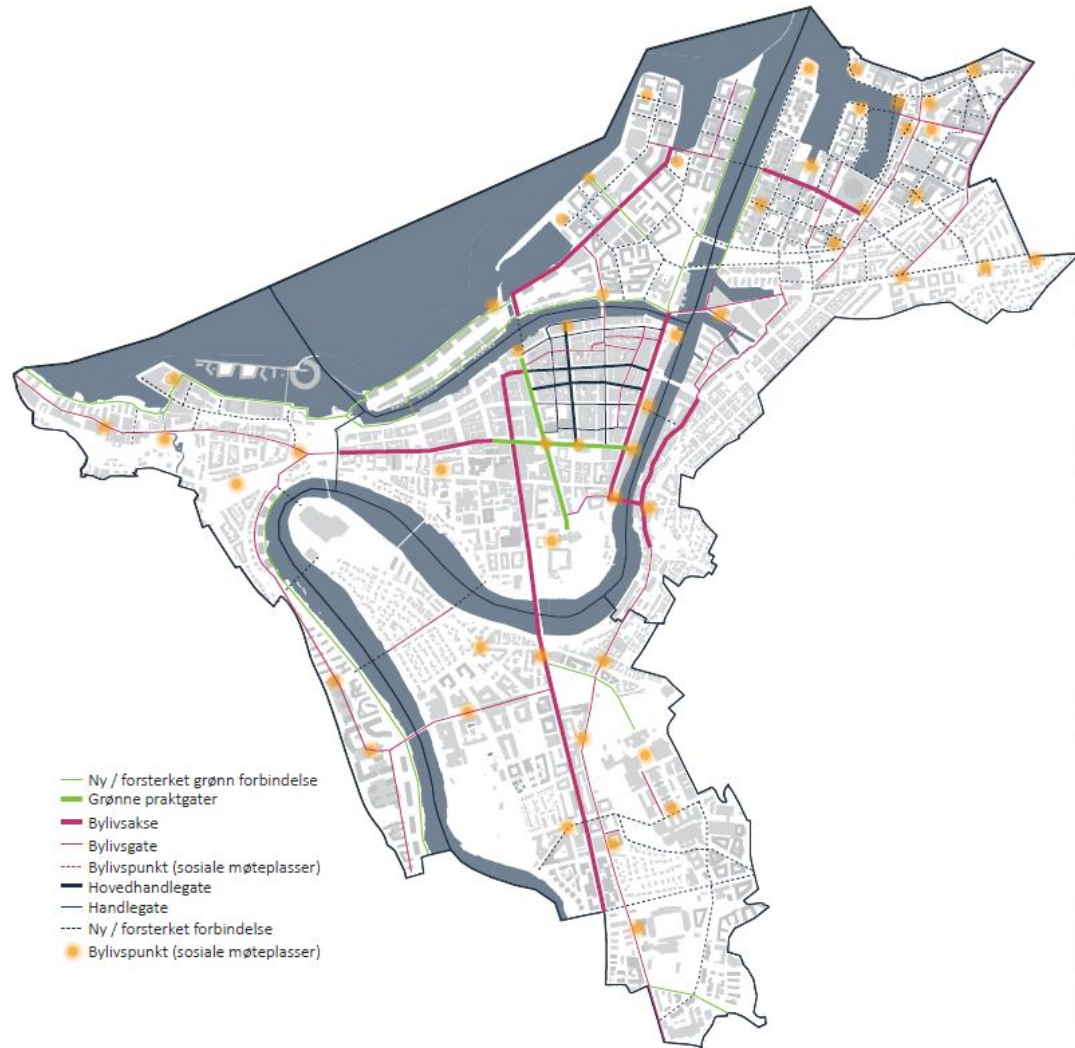 Ny / forsterket grønn forbindelse
Grønne praktgater
Bylivsakse
Bylivsgate
Bylivspunkt (sosiale møteplasser)
Hovedhandlegate
Handlegate
Ny / forsterket forbindelse
Bylivspunkt (sosiale møteplasser)